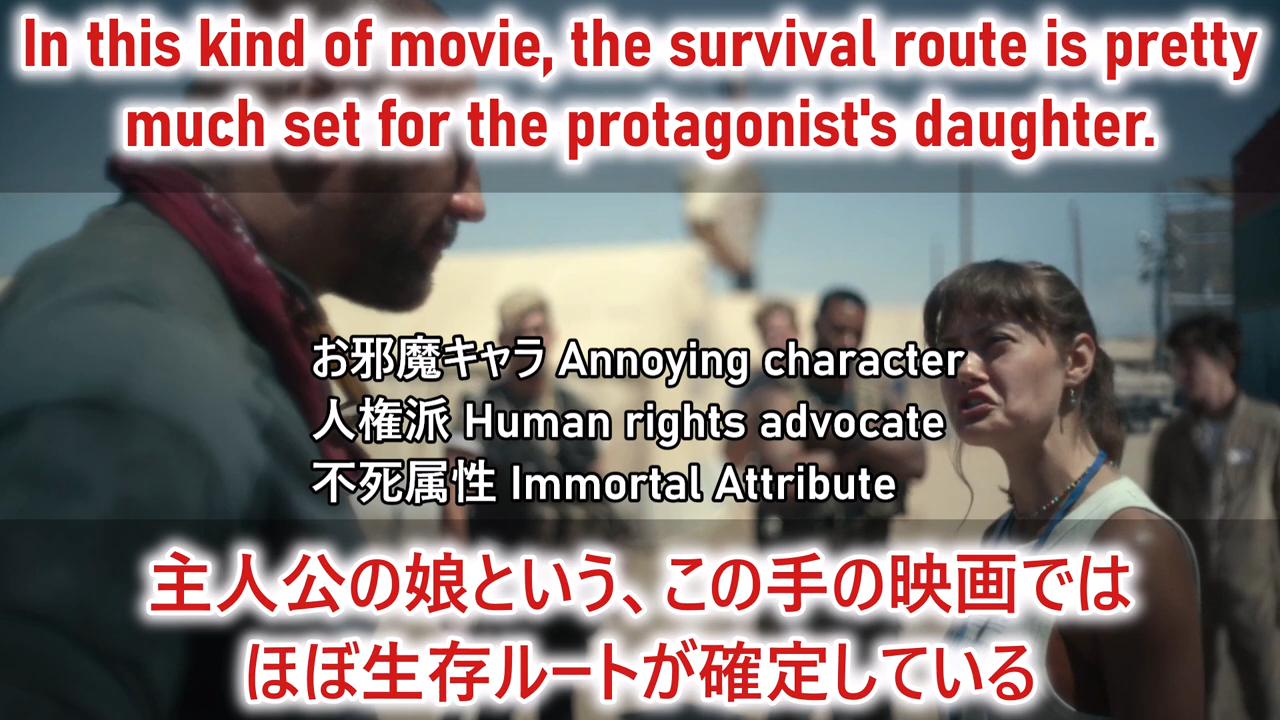 In this kind of movie, the survival route is pretty
much set for the protagonist's daughter.
お邪魔キャラ Annoying character
人権派 Human rights advocate
不死属性 Immortal Attribute
主人公の娘という、この手の映画では
ほぼ生存ルートが確定している